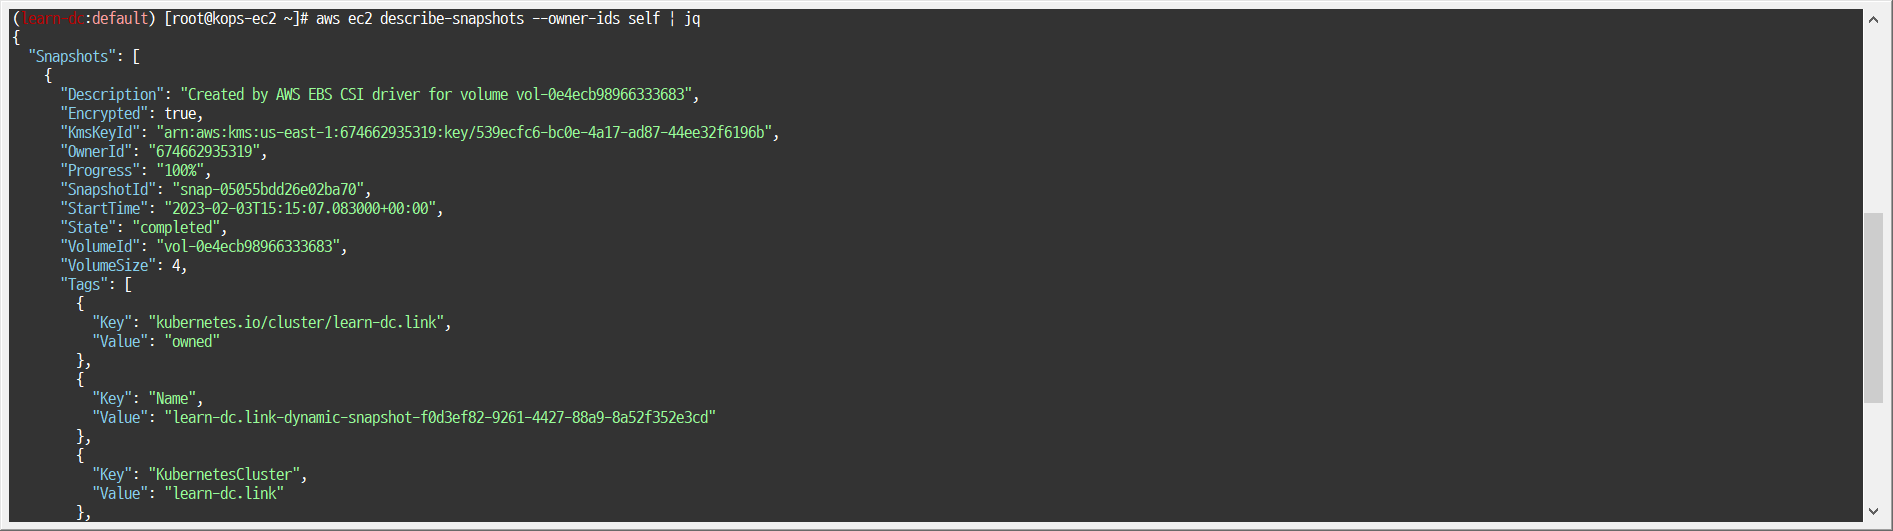 (learn-dc:default) [root@kops-ec2 ~]# aws ec2 describe-snapshots --owner-ids self | jq
{
  "Snapshots": [
    {
      "Description": "Created by AWS EBS CSI driver for volume vol-0e4ecb98966333683",
      "Encrypted": true,
      "KmsKeyId": "arn:aws:kms:us-east-1:674662935319:key/539ecfc6-bc0e-4a17-ad87-44ee32f6196b",
      "OwnerId": "674662935319",
      "Progress": "100%",
      "SnapshotId": "snap-05055bdd26e02ba70",
      "StartTime": "2023-02-03T15:15:07.083000+00:00",
      "State": "completed",
      "VolumeId": "vol-0e4ecb98966333683",
      "VolumeSize": 4,
      "Tags": [
        {
          "Key": "kubernetes.io/cluster/learn-dc.link",
          "Value": "owned"
        },
        {
          "Key": "Name",
          "Value": "learn-dc.link-dynamic-snapshot-f0d3ef82-9261-4427-88a9-8a52f352e3cd"
        },
        {
          "Key": "KubernetesCluster",
          "Value": "learn-dc.link"
        },